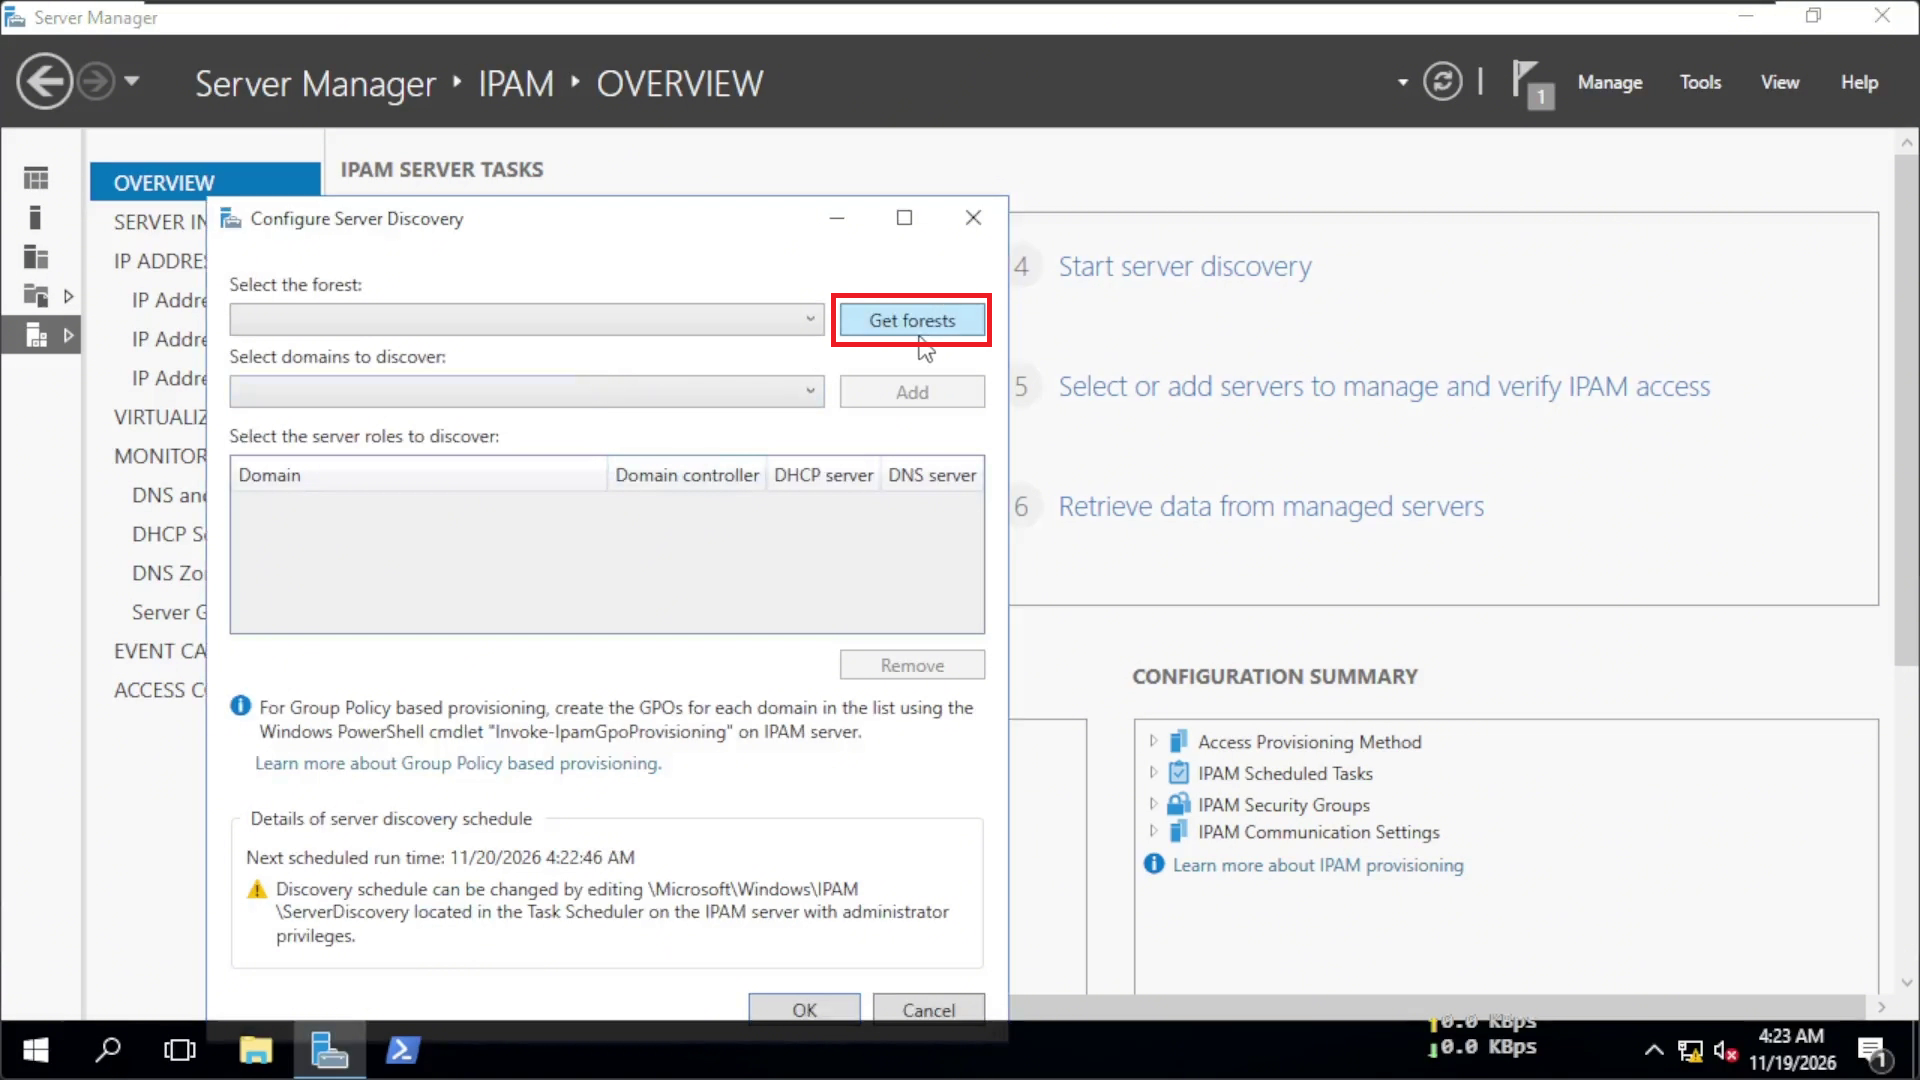 Server Manager
Server Manager ‣ IPAM ‣ OVERVIEW
1
Manage
Tools
View
Help
OVERVIEW
SERVER IN
IP ADDRES
IP Addre
IP Addre
IP Addre
VIRTUALIZ
MONITOR
DNS and
DHCP Se
DNS Zo
Server G
EVENT CA
ACCESS C
IPAM SERVER TASKS
4 Start server discovery
5 Select or add servers to manage and verify IPAM access
6 Retrieve data from managed servers
Configure Server Discovery
Select the forest:
Get forests
Select domains to discover:
Add
Select the server roles to discover:
Domain Domain controller DHCP server DNS server
Remove
For Group Policy based provisioning, create the GPOs for each domain in the list using the
Windows PowerShell cmdlet "Invoke-IpamGpoProvisioning" on IPAM server.
Learn more about Group Policy based provisioning.
Details of server discovery schedule
Next scheduled run time: 11/20/2026 4:22:46 AM
Discovery schedule can be changed by editing \Microsoft\Windows\IPAM
\ServerDiscovery located in the Task Scheduler on the IPAM server with administrator
privileges.
OK
Cancel
CONFIGURATION SUMMARY
Access Provisioning Method
IPAM Scheduled Tasks
IPAM Security Groups
IPAM Communication Settings
Learn more about IPAM provisioning
0.0 KBps
0.0 KBps
4:23 AM
11/19/2026
1